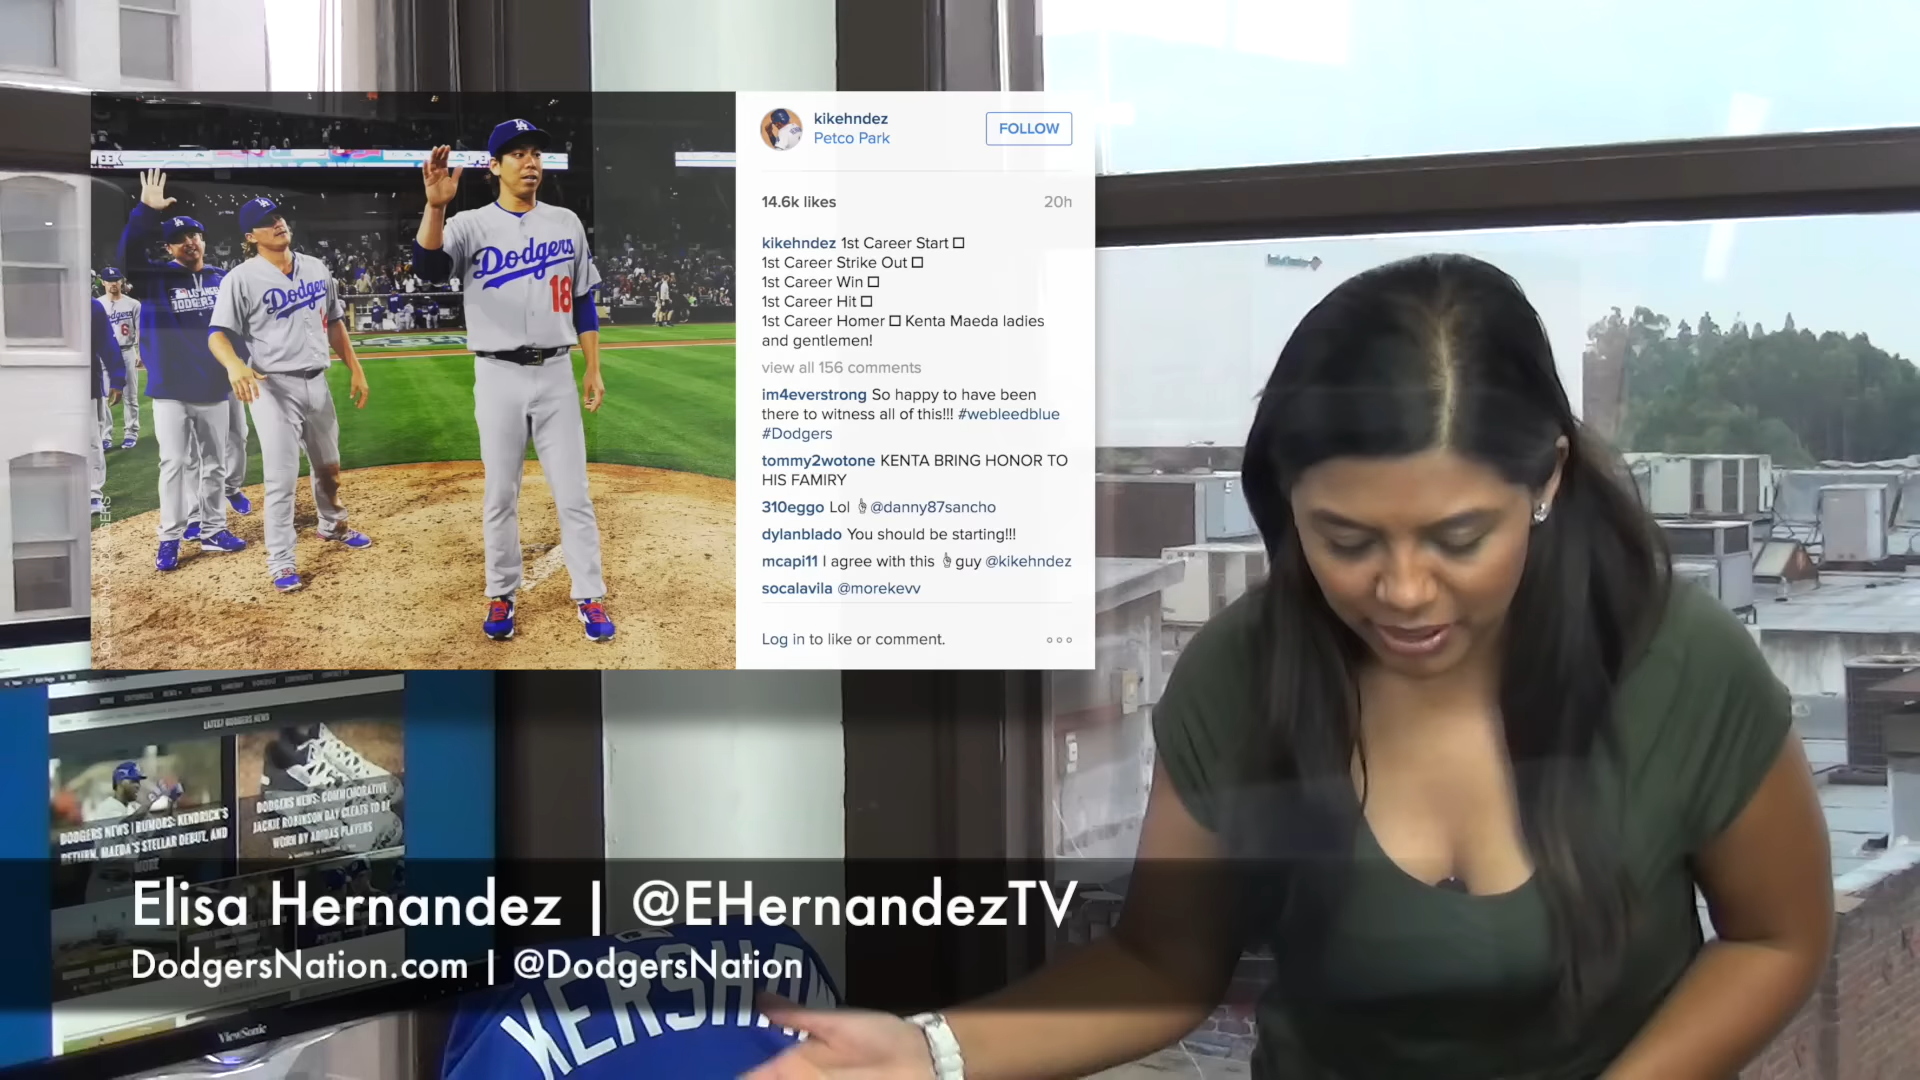 kikehndez
Petco Park
FOLLOW
14.6k likes
20h
kikehndez 1st Career Start
1st Career Strike Out
1st Career Win
1st Career Hit
1st Career Homer Kenta Maeda ladies
and gentlemen!
view all 156 comments
im4everstrong So happy to have been
there to witness all of this!!! #webleedblue
#Dodgers
tommy2wotone KENTA BRING HONOR TO
HIS FAMIRY
310eggo Lol @danny87sancho
dylanblado You should be starting!!!
mcapi11 I agree with this guy @kikehndez
socalavila @morekevv
Log in to like or comment.
Dodgers
18
Dodgers
LOS ANGELES
DODGERS
6
LATEST DODGERS NEWS
DODGERS NEWS | RUMORS: KENDRICK'S
RETURN, MAEDA'S STELLAR DEBUT, AND
MORE
DODGERS NEWS: COMMEMORATIVE
JACKIE ROBINSON DAY CLEATS TO BE
WORN BY ADIDAS PLAYERS
Elisa Hernandez | @EHernandezTV
DodgersNation.com | @DodgersNation
KERSHA
ViewSonic